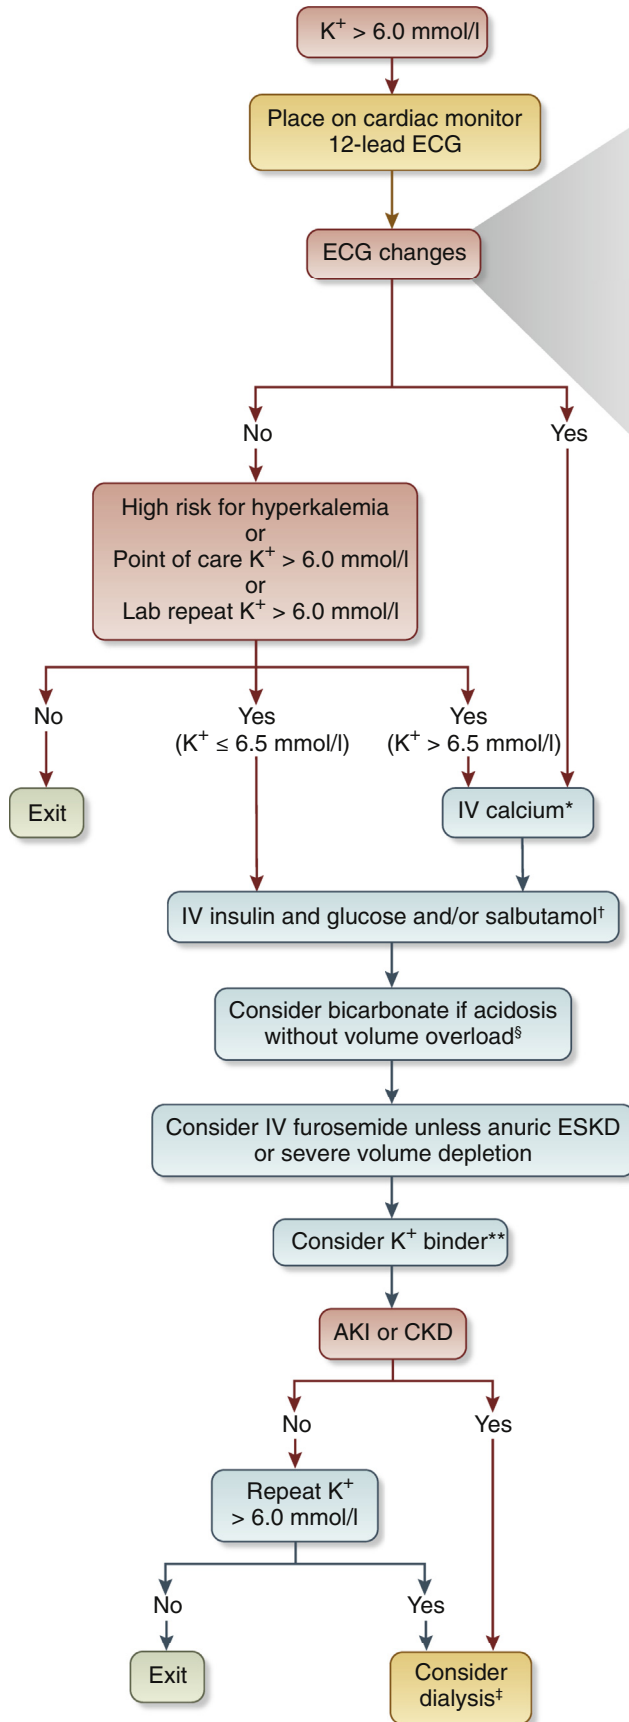 K⁺ > 6.0 mmol/l
Place on cardiac monitor
12-lead ECG
ECG changes
No
Yes
High risk for hyperkalemia
or
Point of care K⁺ > 6.0 mmol/l
or
Lab repeat K⁺ > 6.0 mmol/l
No
Yes
(K⁺ ≤ 6.5 mmol/l)
Yes
(K⁺ > 6.5 mmol/l)
Exit
IV calcium*
IV insulin and glucose and/or salbutamol†
Consider bicarbonate if acidosis
without volume overload§
Consider IV furosemide unless anuric ESKD
or severe volume depletion
Consider K⁺ binder**
AKI or CKD
No
Yes
Repeat K⁺
> 6.0 mmol/l
No
Yes
Exit
Consider
dialysis‡